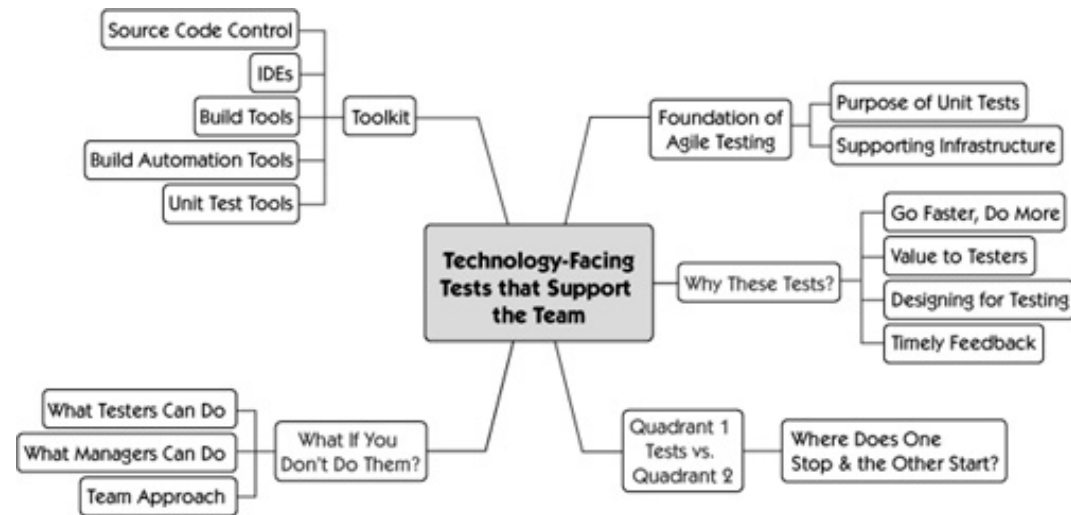 Source Code Control
IDEs
Build Tools
Build Automation Tools
Unit Test Tools
Toolkit
Foundation of
Agile Testing
Purpose of Unit Tests
Supporting Infrastructure
Technology-Facing
Tests that Support
the Team
Why These Tests?
Go Faster, Do More
Value to Testers
Designing for Testing
Timely Feedback
What Testers Can Do
What Managers Can Do
Team Approach
What If You
Don't Do Them?
Quadrant 1
Tests vs.
Quadrant 2
Where Does One
Stop & the Other Start?